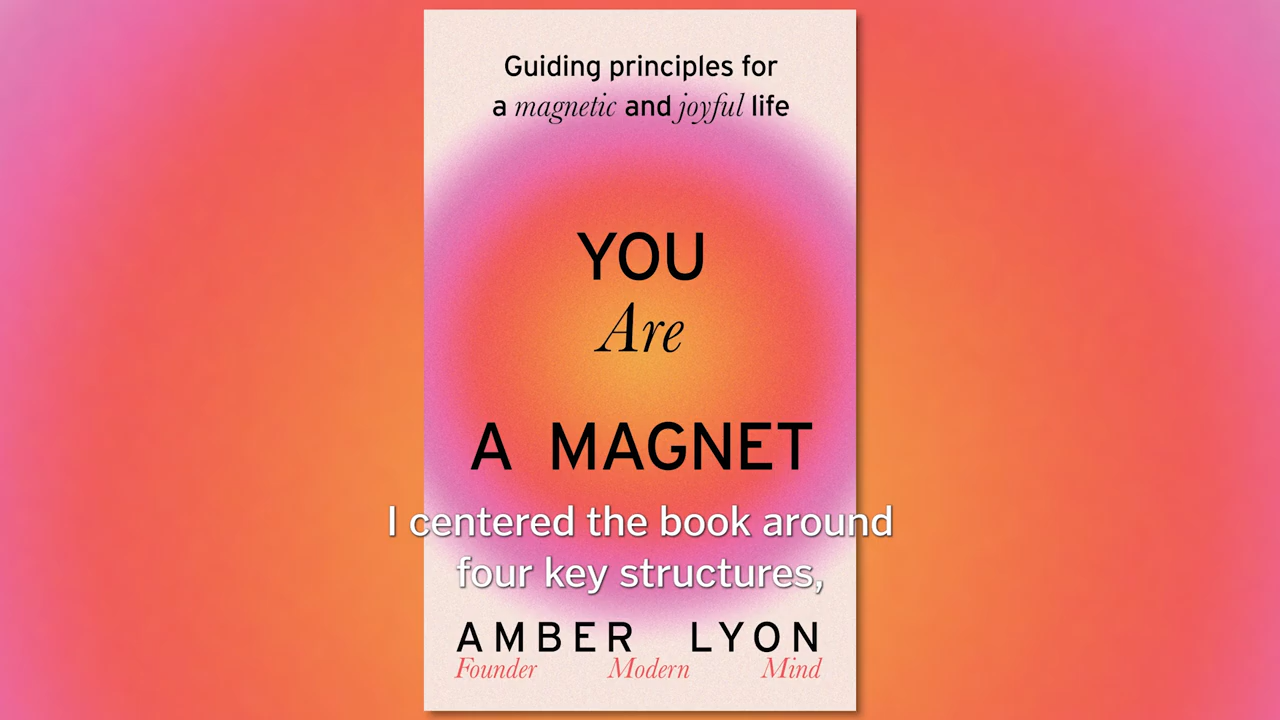 Guiding principles for
a magnetic and joyful life
YOU
Are
A MAGNET
I centered the book around
four key structures,
AMBER LYON
Founder Modern Mind